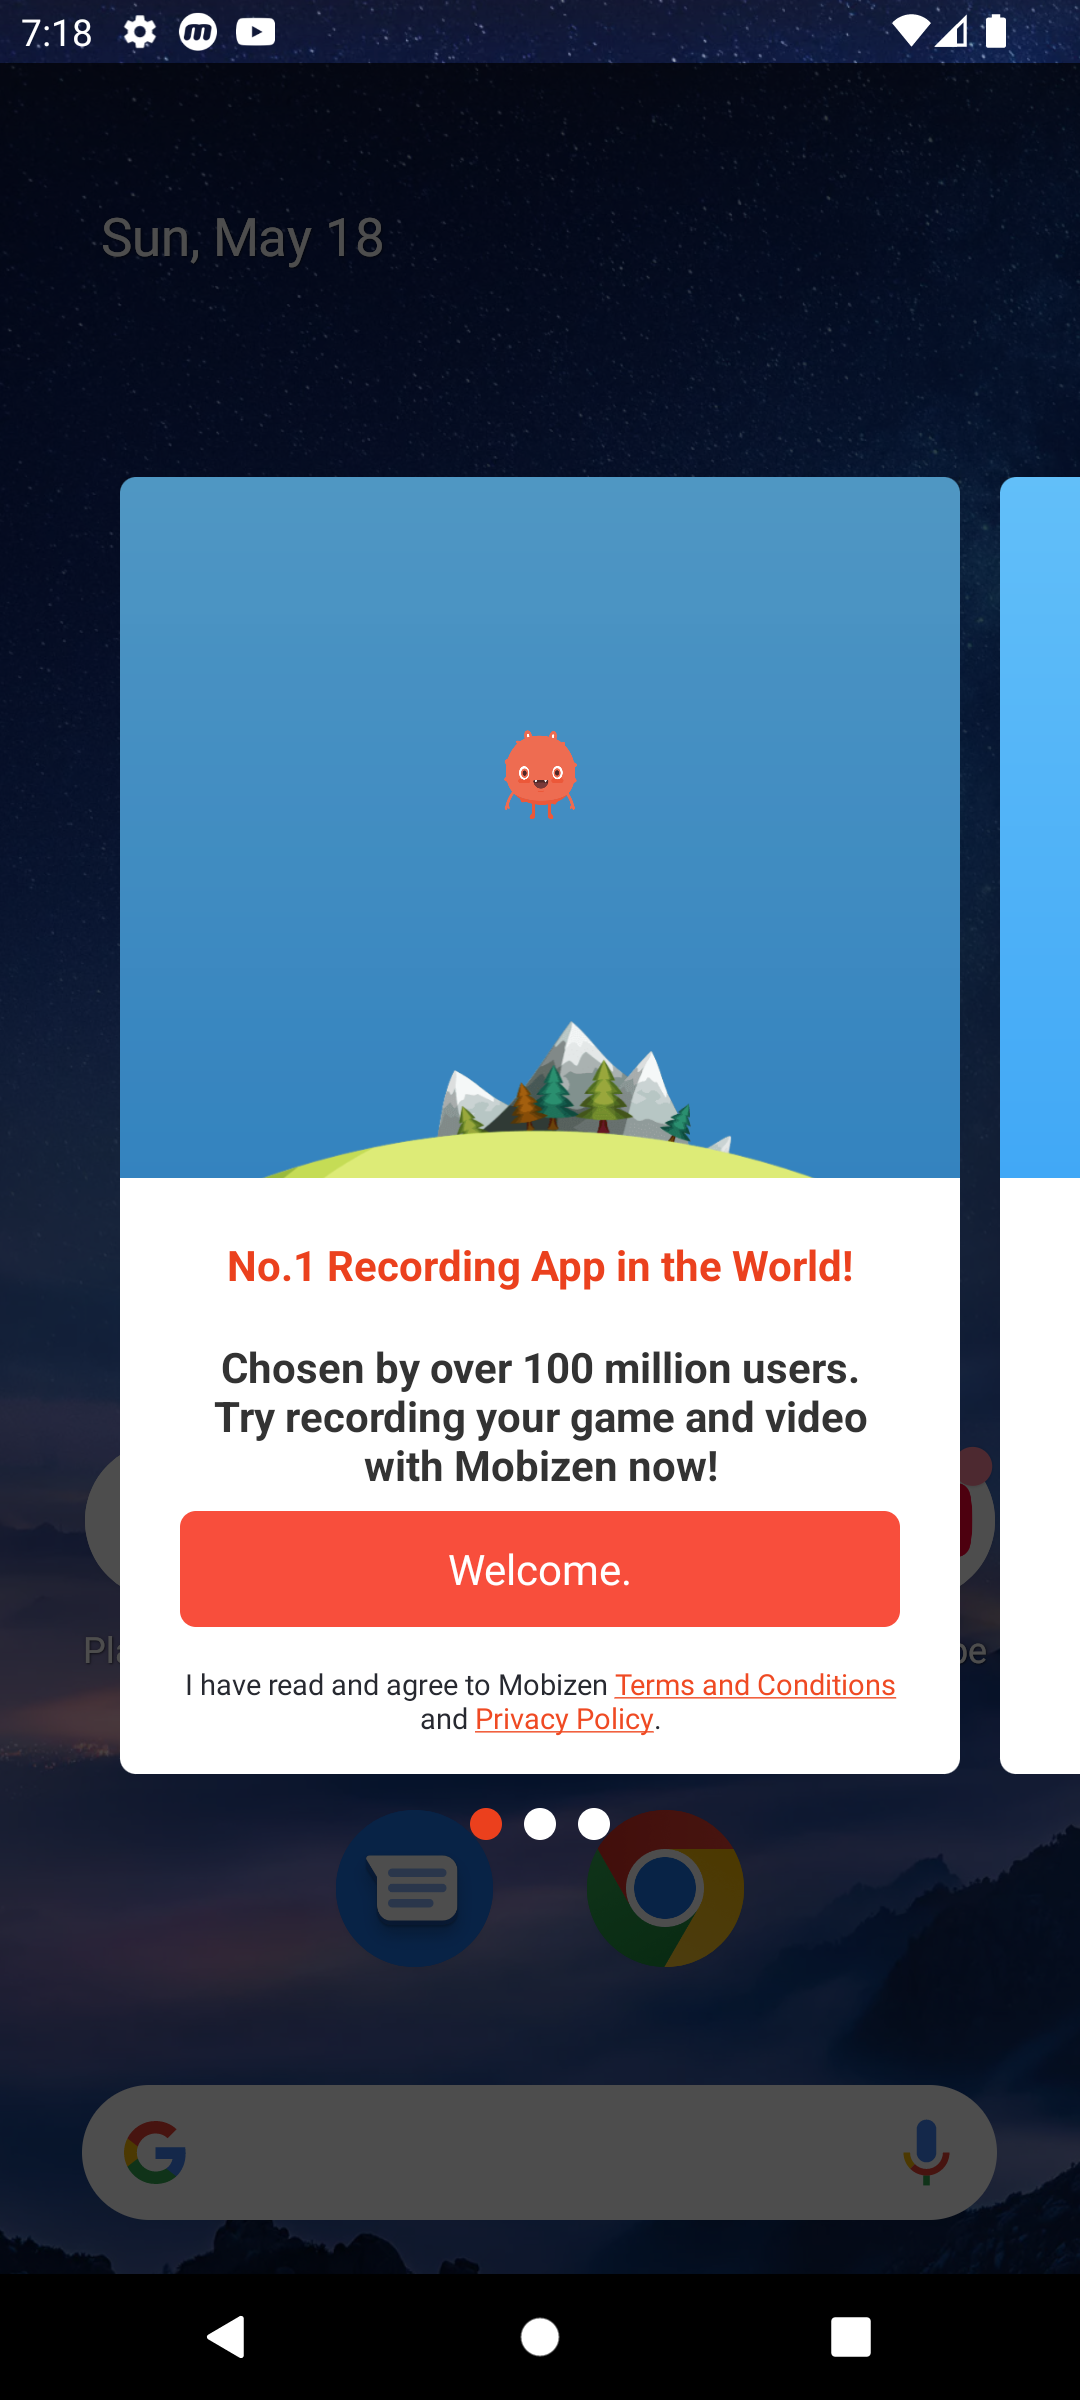 7:18
Sun, May 18
No.1 Recording App in the World!
Chosen by over 100 million users.
Try recording your game and video
with Mobizen now!
Pla
be
Welcome.
I have read and agree to Mobizen Terms and Conditions
and Privacy Policy.